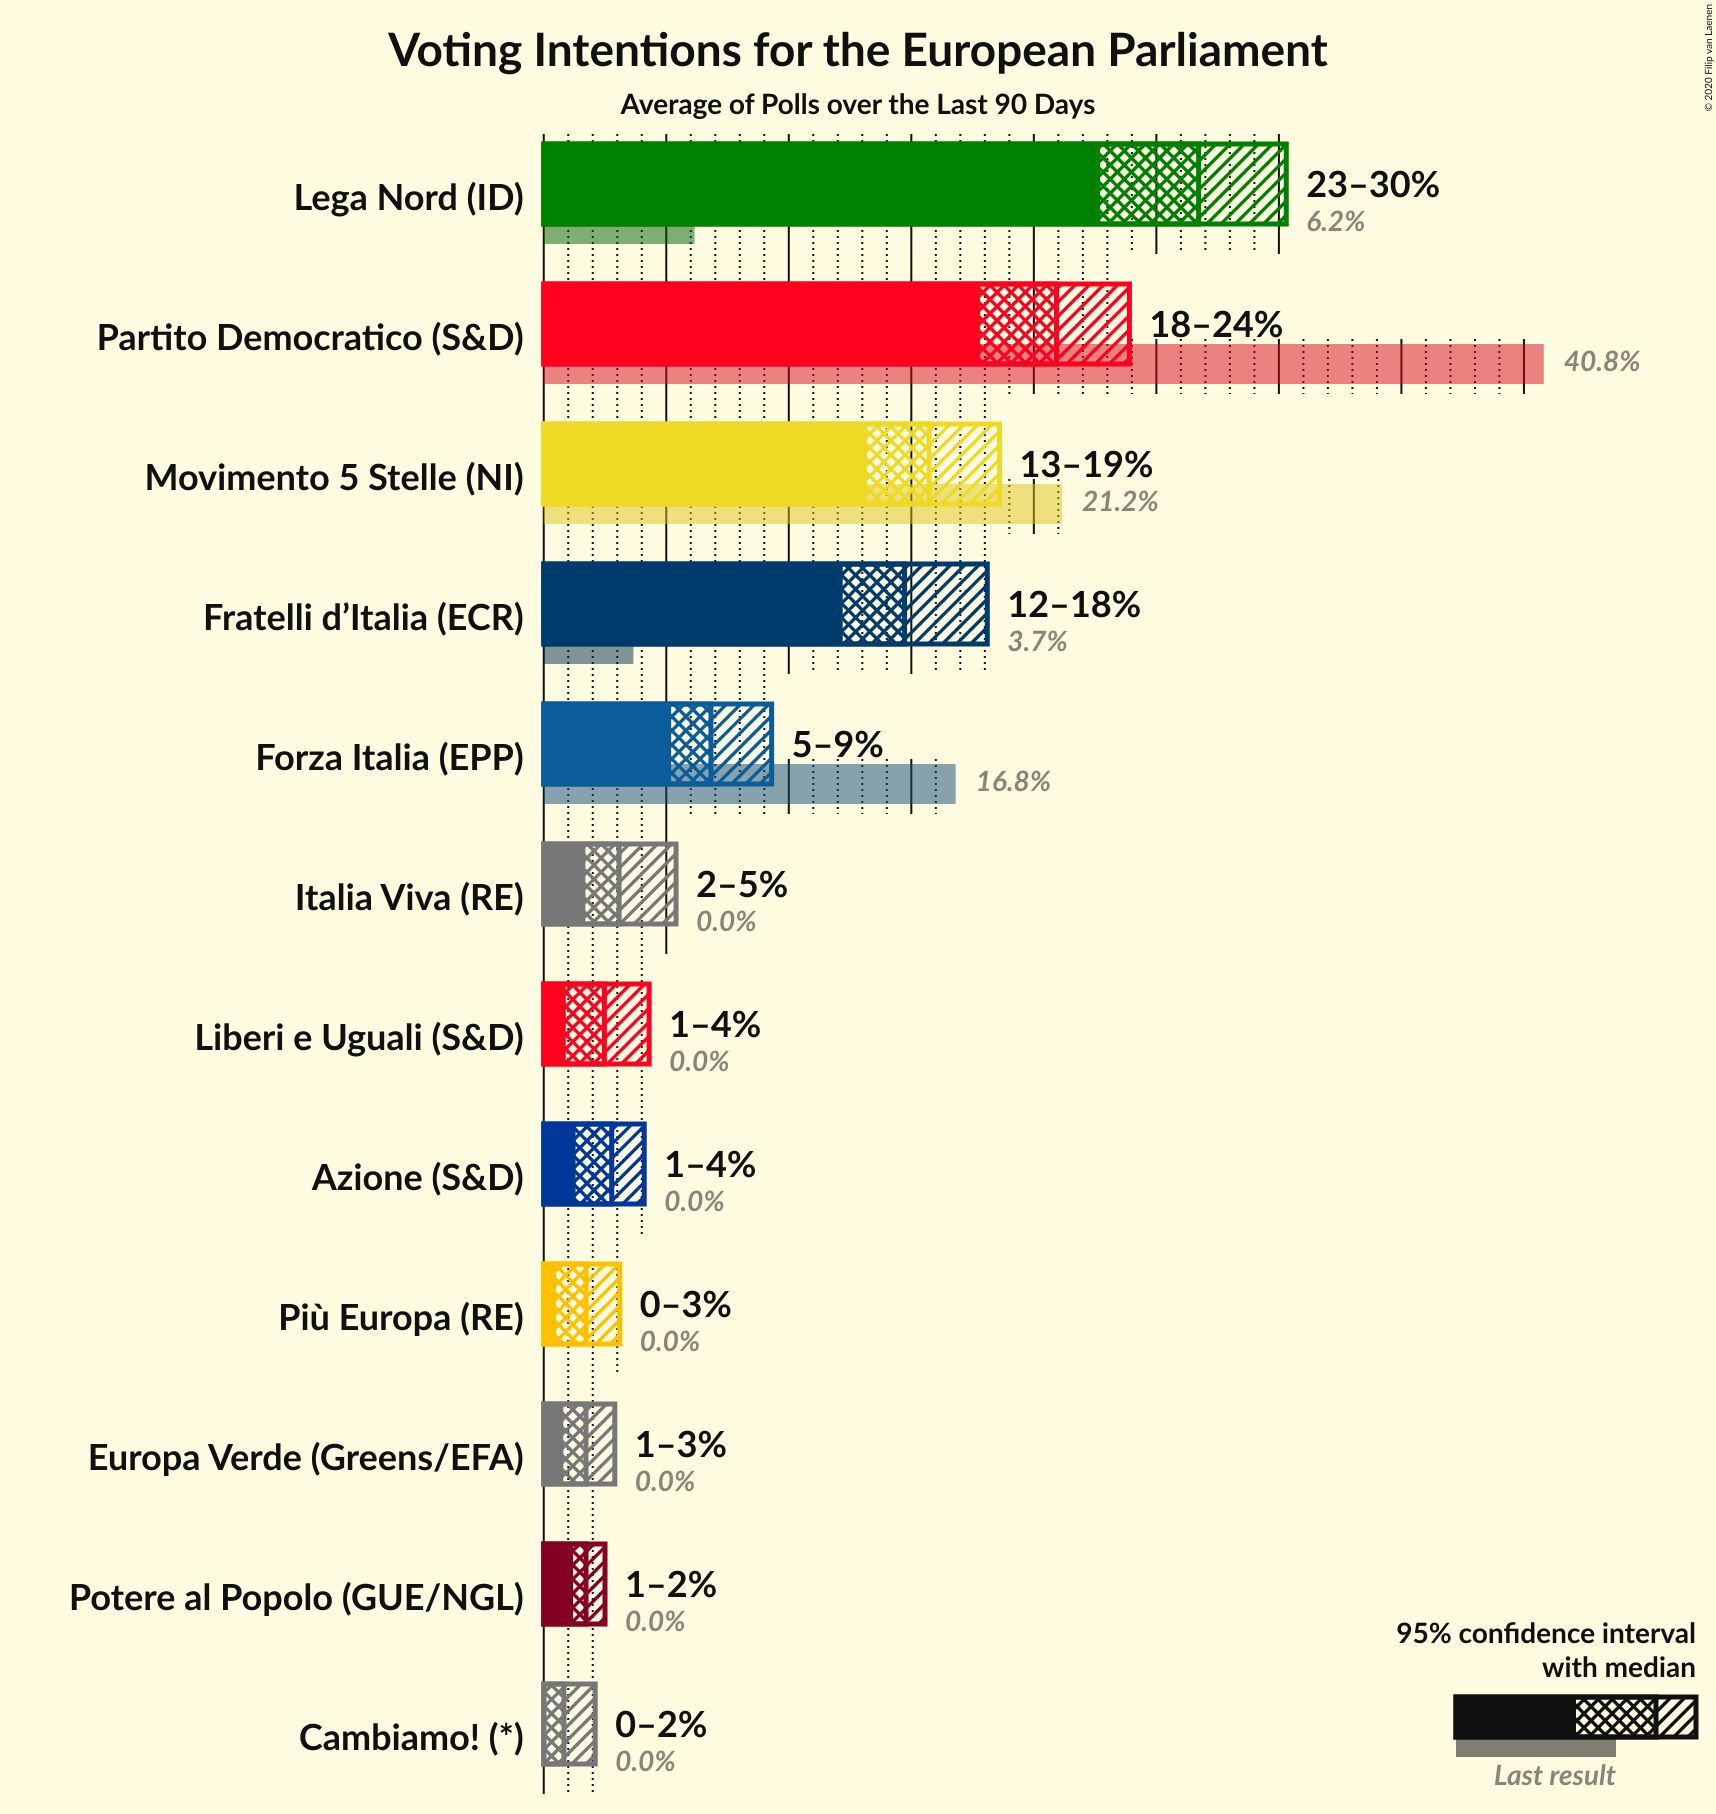 © 2020 Filip van Laenen
Voting Intentions for the European Parliament
Average of Polls over the Last 90 Days
Lega Nord (ID)
23–30%
6.2%
Partito Democratico (S&D)
18–24%
40.8%
Movimento 5 Stelle (NI)
13–19%
21.2%
Fratelli d’Italia (ECR)
12–18%
3.7%
Forza Italia (EPP)
5–9%
16.8%
Italia Viva (RE)
2–5%
0.0%
Liberi e Uguali (S&D)
1–4%
0.0%
Azione (S&D)
1–4%
0.0%
Più Europa (RE)
0–3%
0.0%
Europa Verde (Greens/EFA)
1–3%
0.0%
Potere al Popolo (GUE/NGL)
1–2%
0.0%
Cambiamo! (*)
0–2%
0.0%
95% confidence interval
with median
Last result